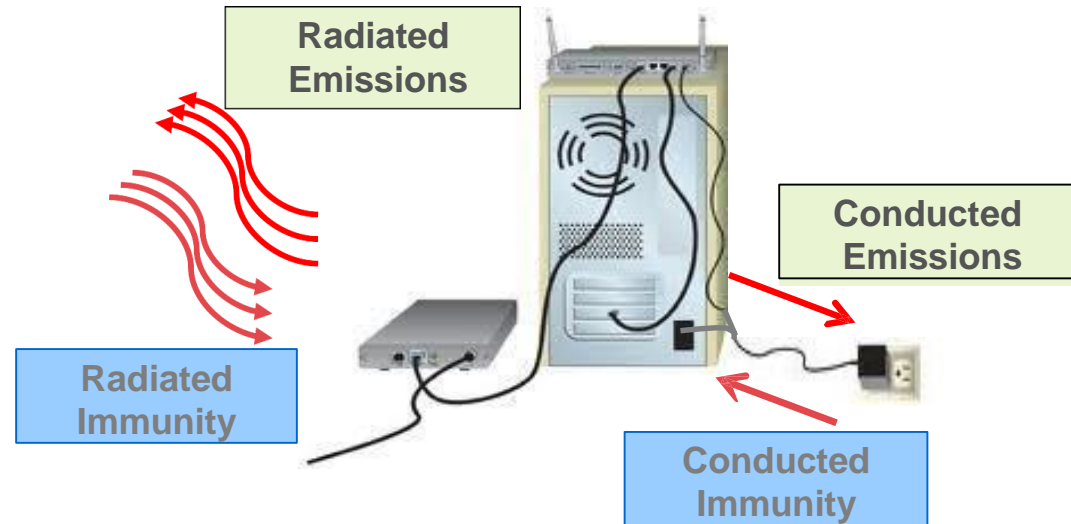 Radiated
Emissions
Conducted
Emissions
Radiated
Immunity
Conducted
Immunity